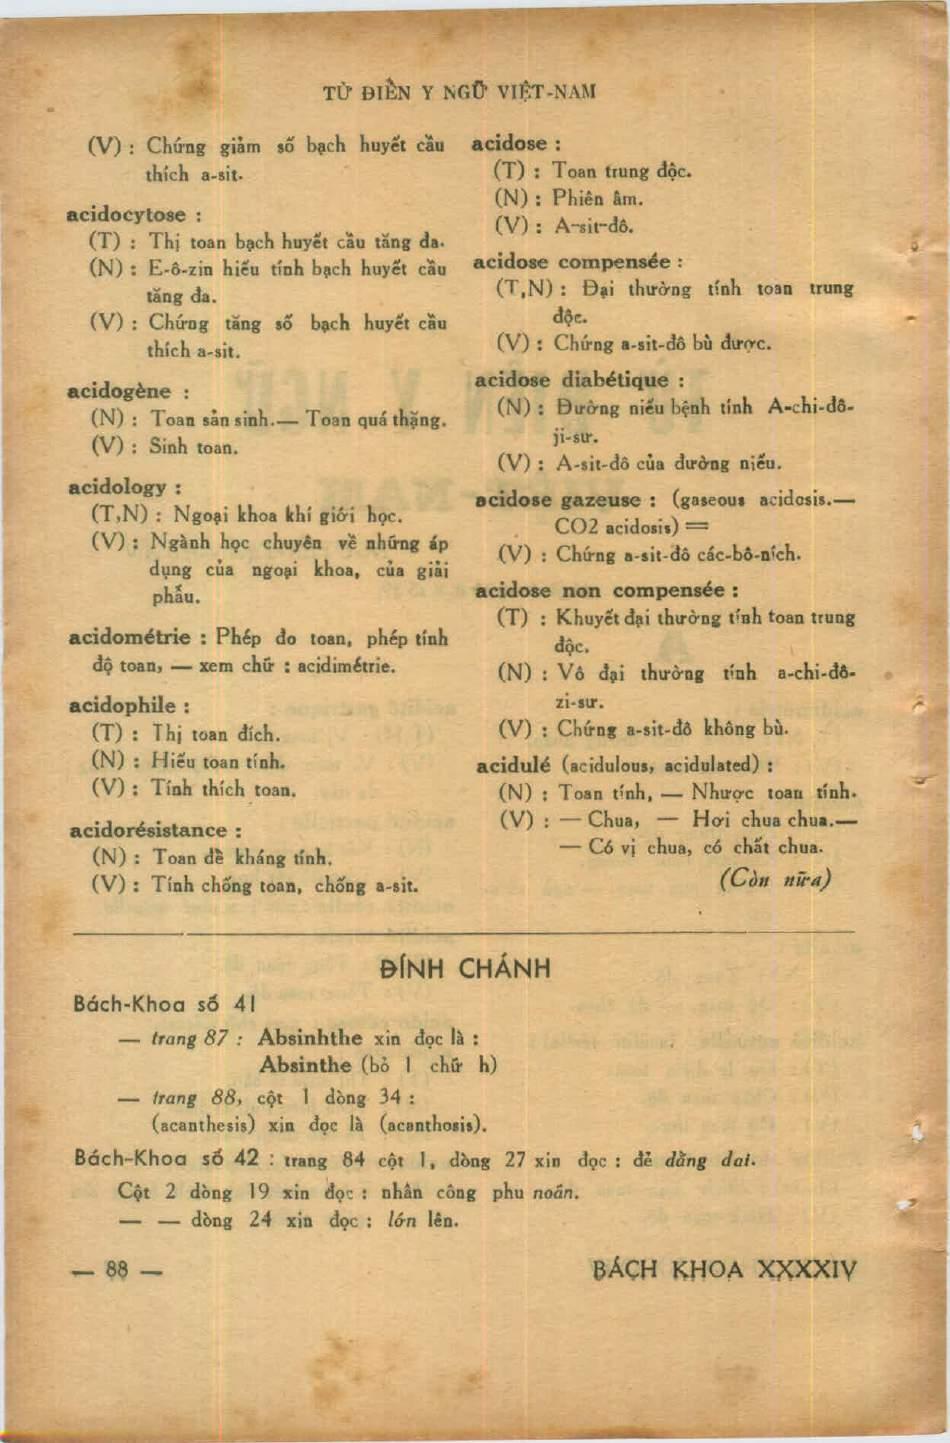 TỪ ĐIỂN Y NGỮ VIỆT-NAM
(V) : Chứng giảm số bạch huyết cầu
thích a-sit.
acidocytose :
(T) : Thị toan bạch huyết cầu tăng đa.
(N) : E-ô-zin hiếu tính bạch huyết cầu
tăng đa.
(V) : Chứng tăng số bạch huyết cầu
thích a-sit.
acidogène :
(N) : Toan sản sinh.— Toan quá thặng.
(V) : Sinh toan.
acidology :
(T,N) : Ngoại khoa khí giới học.
(V) : Ngành học chuyên về những áp
dụng của ngoại khoa, của giải
phẫu.
acidométrie : Phép đo toan, phép tính
độ toan, — xem chữ : acidimétrie.
acidophile :
(T) : Thị toan đích.
(N) : Hiếu toan tính.
(V) : Tính thích toan.
acidorésistance :
(N) : Toan đề kháng tính.
(V) : Tính chống toan, chống a-sit.
acidose :
(T) : Toan trung độc.
(N) : Phiên âm.
(V) : A-sit-đô.
acidose compensée :
(T,N) : Đại thường tính toan trung
độc.
(V) : Chứng a-sit-đô bù được.
acidose diabétique :
(N) : Đường niếu bệnh tính A-chi-đô-
ji-sư.
(V) : A-sit-đô của đường niếu.
acidose gazeuse : (gaseous acidosis.—
CO2 acidosis) =
(V) : Chứng a-sit-đô các-bô-ních.
acidose non compensée :
(T) : Khuyết đại thường tính toan trung
độc.
(N) : Vô đại thường tính a-chi-đô-
zi-sư.
(V) : Chứng a-sit-đô không bù.
acidulé (acidulous, acidulated) :
(N) : Toan tính, — Nhược toan tính.
(V) : — Chua, — Hơi chua chua.—
— Có vị chua, có chất chua.
(Còn nữa)
ĐÍNH CHÁNH
Bách-Khoa số 41
— trang 87 : Absinhthe xin đọc là :
Absinthe (bỏ 1 chữ h)
— trang 88, cột 1 dòng 34 :
(acanthesis) xin đọc là (acanthosis).
Bách-Khoa số 42 : trang 84 cột 1, dòng 27 xin đọc : đẻ dằng dai.
Cột 2 dòng 19 xin đọc : nhân công phu noãn.
— — dòng 24 xin đọc : lớn lên.
— 88 —
BÁCH KHOA XXXXIV